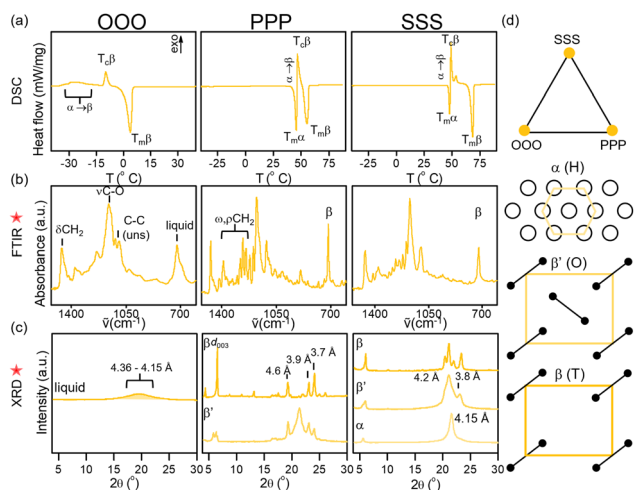 OOO PPP SSS
(a)
DSC
Heat flow (mW/mg)
exo
Tcβ
α→β
Tmβ
-30 -15 0 15 30
T (° C)
Tcβ
α→β
Tmα
Tmβ
0 25 50 75
T (° C)
Tcβ
α→β
Tmα
Tmβ
0 25 50 75 90
T (° C)
(b)
FTIR
Absorbance (a.u.)
νC-O
δCH2
C-C
(uns)
liquid
1400 1050 700
ṽ(cm-1)
ω,ρCH2
β
1400 1050 700
ṽ(cm-1)
β
1400 1050 700
ṽ(cm-1)
(c)
XRD
Intensity (a.u.)
4.36 - 4.15 Å
liquid
5 10 15 20 25 30
2θ (°)
βd003
4.6 Å
3.9 Å
3.7 Å
β'
5 10 15 20 25 30
2θ (°)
β
4.2 Å
3.8 Å
β'
4.15 Å
α
5 10 15 20 25 30
2θ (°)
(d)
SSS
OOO PPP
α (H)
β' (O)
β (T)